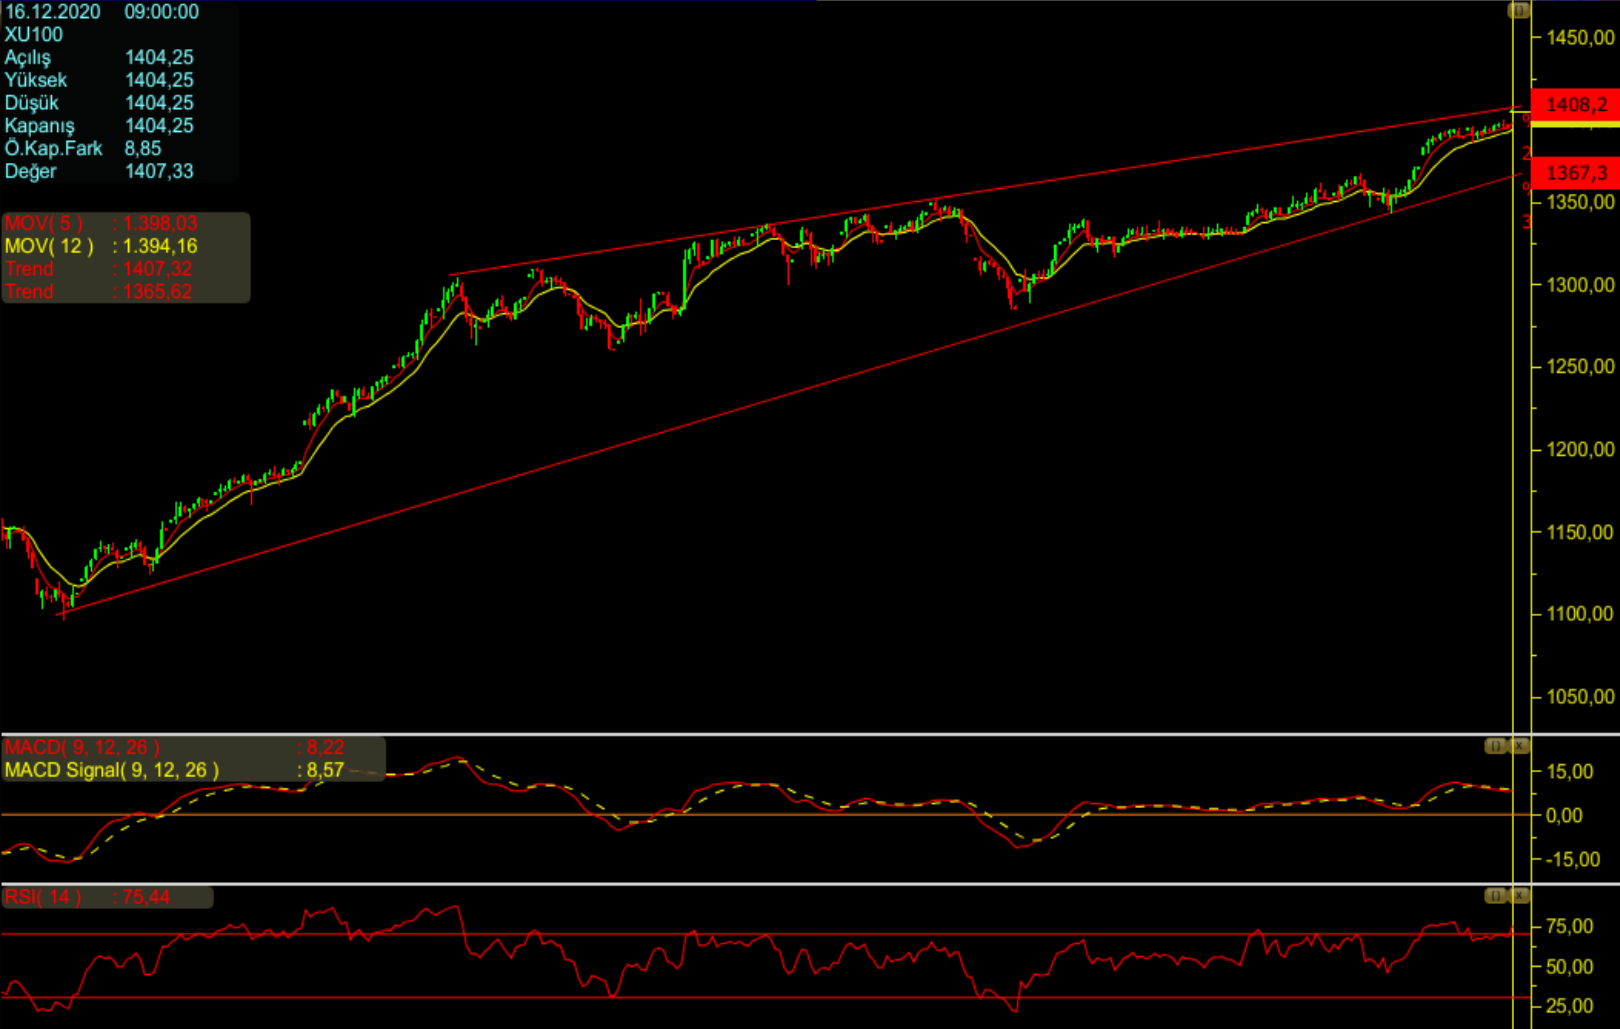 16.12.2020 09:00:00
XU100
Açılış 1404,25
Yüksek 1404,25
Düşük 1404,25
Kapanış 1404,25
Ö.Kap.Fark 8,85
Değer 1407,33
MOV( 5 ) : 1.398,03
MOV( 12 ) : 1.394,16
Trend : 1407,32
Trend : 1365,62
1450,00
1408,2
1367,3
1350,00
1300,00
1250,00
1200,00
1150,00
1100,00
1050,00
MACD( 9, 12, 26 ) : 8,22
MACD Signal( 9, 12, 26 ) : 8,57
15,00
0,00
-15,00
RSI( 14 ) : 75,44
75,00
50,00
25,00